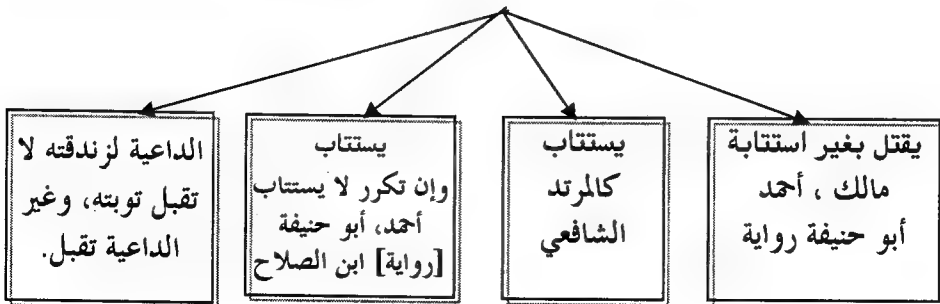 يقتل بغير استتابة
مالك ، أحمد
أبو حنيفة رواية
يستتاب
كالمرتد
الشافعي
يستتاب
وإن تكرر لا يستتاب
أحمد، أبو حنيفة
[رواية] ابن الصلاح
الداعية لزندقته لا
تقبل توبته، وغير
الداعية تقبل.